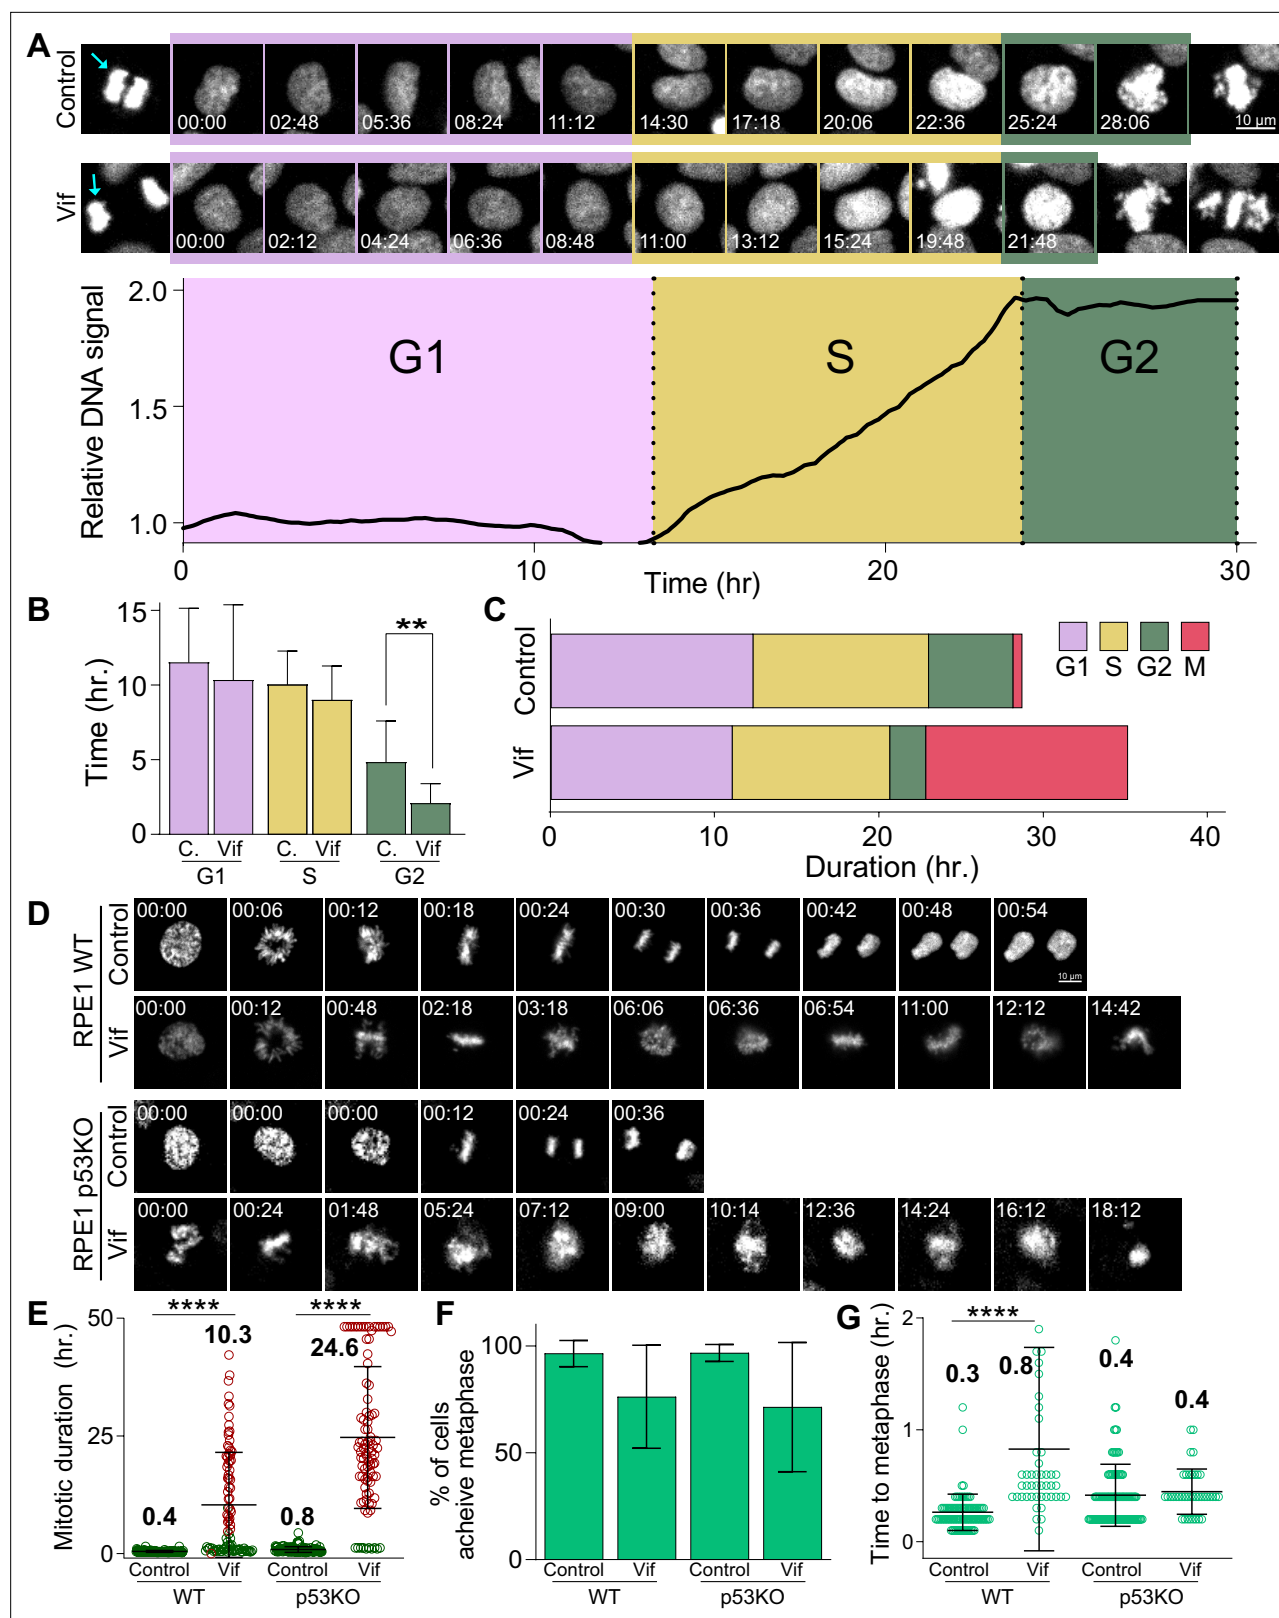 A
Control
00:00 02:48 05:36 08:24 11:12 14:30 17:18 20:06 22:36 25:24 28:06 10 µm
Vif
00:00 02:12 04:24 06:36 08:48 11:00 13:12 15:24 19:48 21:48
Relative DNA signal
2.0
1.5
1.0
G1 S G2
0 10 20 30
Time (hr)
B
Time (hr.)
15
10
5
0
**
C. Vif C. Vif C. Vif
G1 S G2
C
Control
Vif
G1 S G2 M
0 10 20 30 40
Duration (hr.)
D
RPE1 WT
Control
00:00 00:06 00:12 00:18 00:24 00:30 00:36 00:42 00:48 00:54
10 µm
Vif
00:00 00:12 00:48 02:18 03:18 06:06 06:36 06:54 11:00 12:12 14:42
RPE1 p53KO
Control
00:00 00:00 00:00 00:12 00:24 00:36
Vif
00:00 00:24 01:48 05:24 07:12 09:00 10:14 12:36 14:24 16:12 18:12
E
Mitotic duration (hr.)
50
25
0
**** ****
0.4 10.3 0.8 24.6
Control Vif Control Vif
WT p53KO
F
% of cells
acheive metaphase
100
50
0
Control Vif Control Vif
WT p53KO
G
Time to metaphase (hr.)
2
1
0
****
0.3 0.8 0.4 0.4
Control Vif Control Vif
WT p53KO